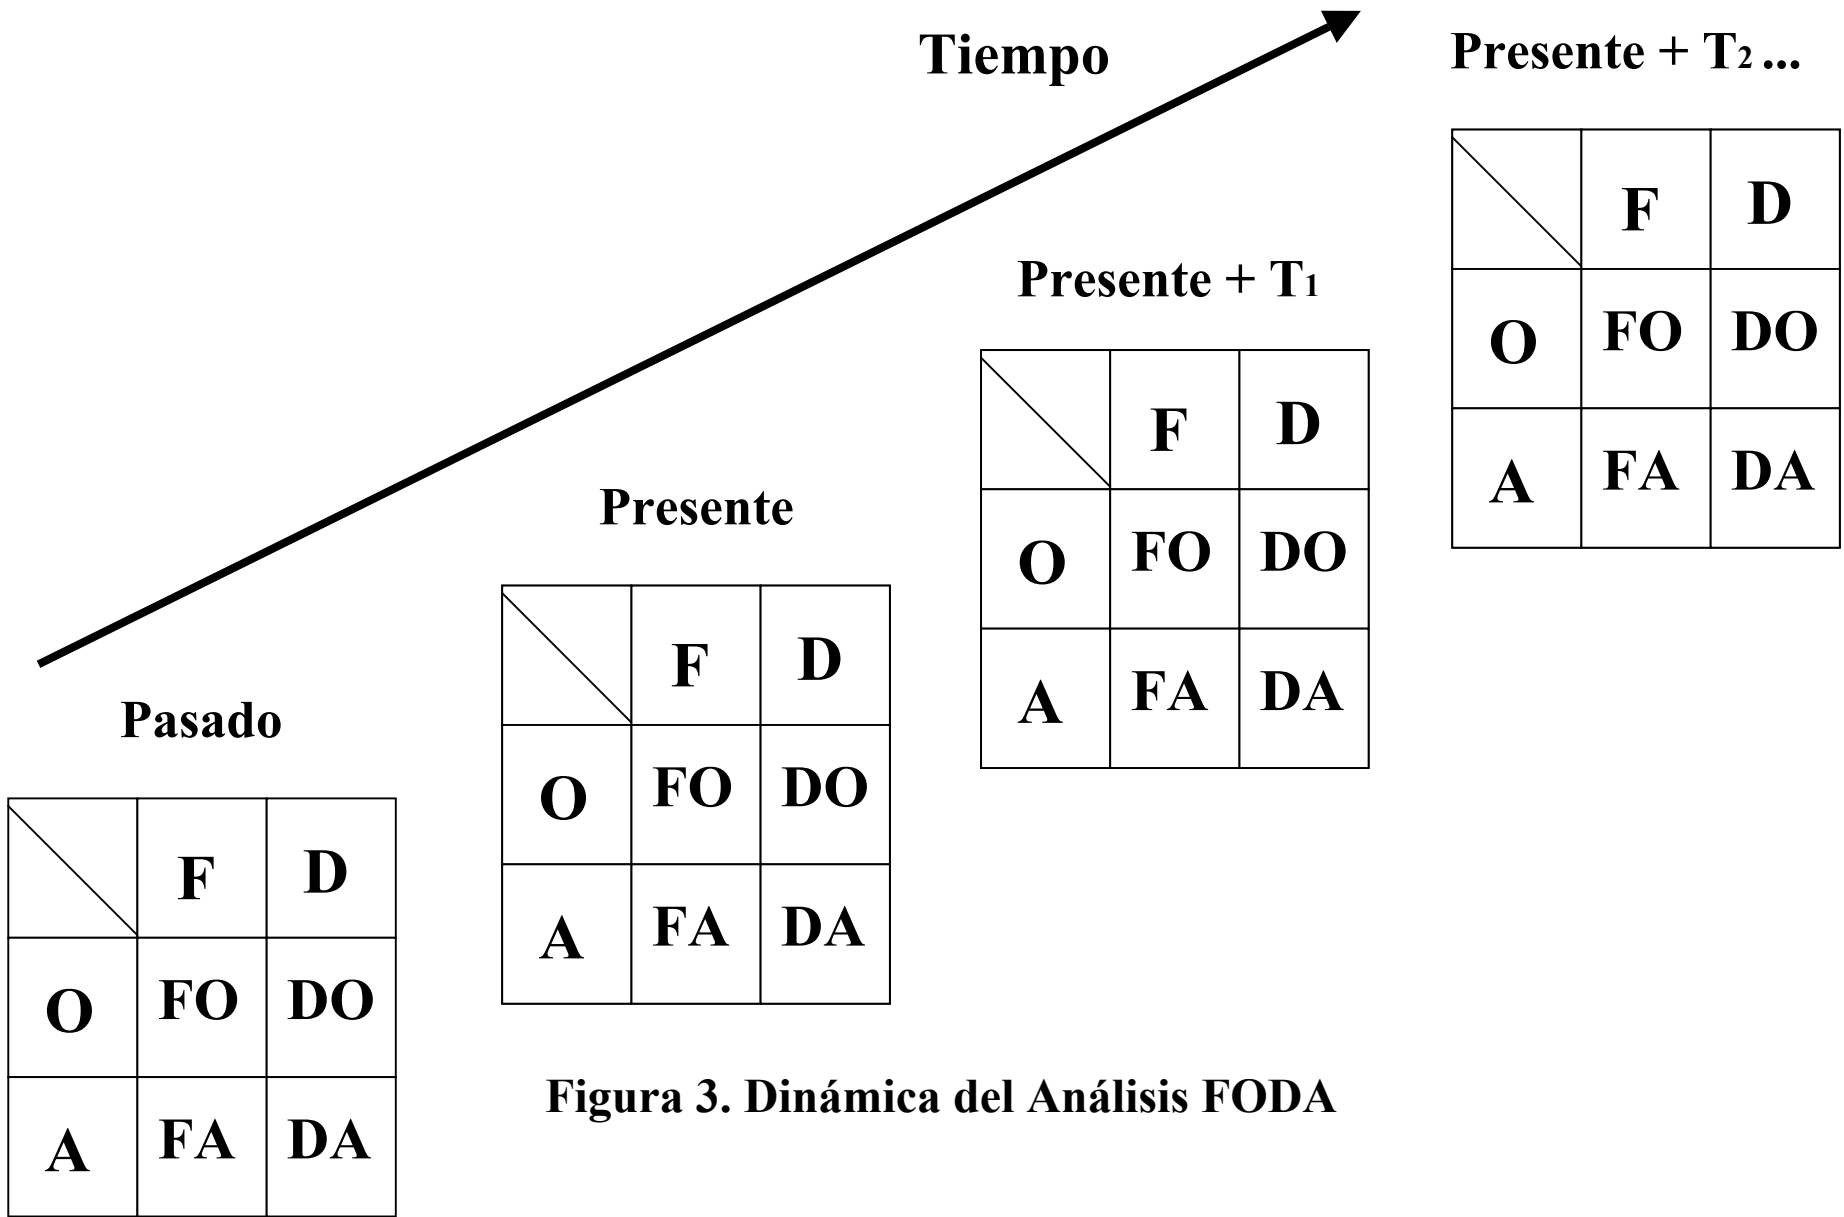 Tiempo
Presente + T2 ...
F D
O FO DO
A FA DA
Presente + T1
F D
O FO DO
A FA DA
Presente
F D
O FO DO
A FA DA
Pasado
F D
O FO DO
A FA DA
Figura 3. Dinámica del Análisis FODA